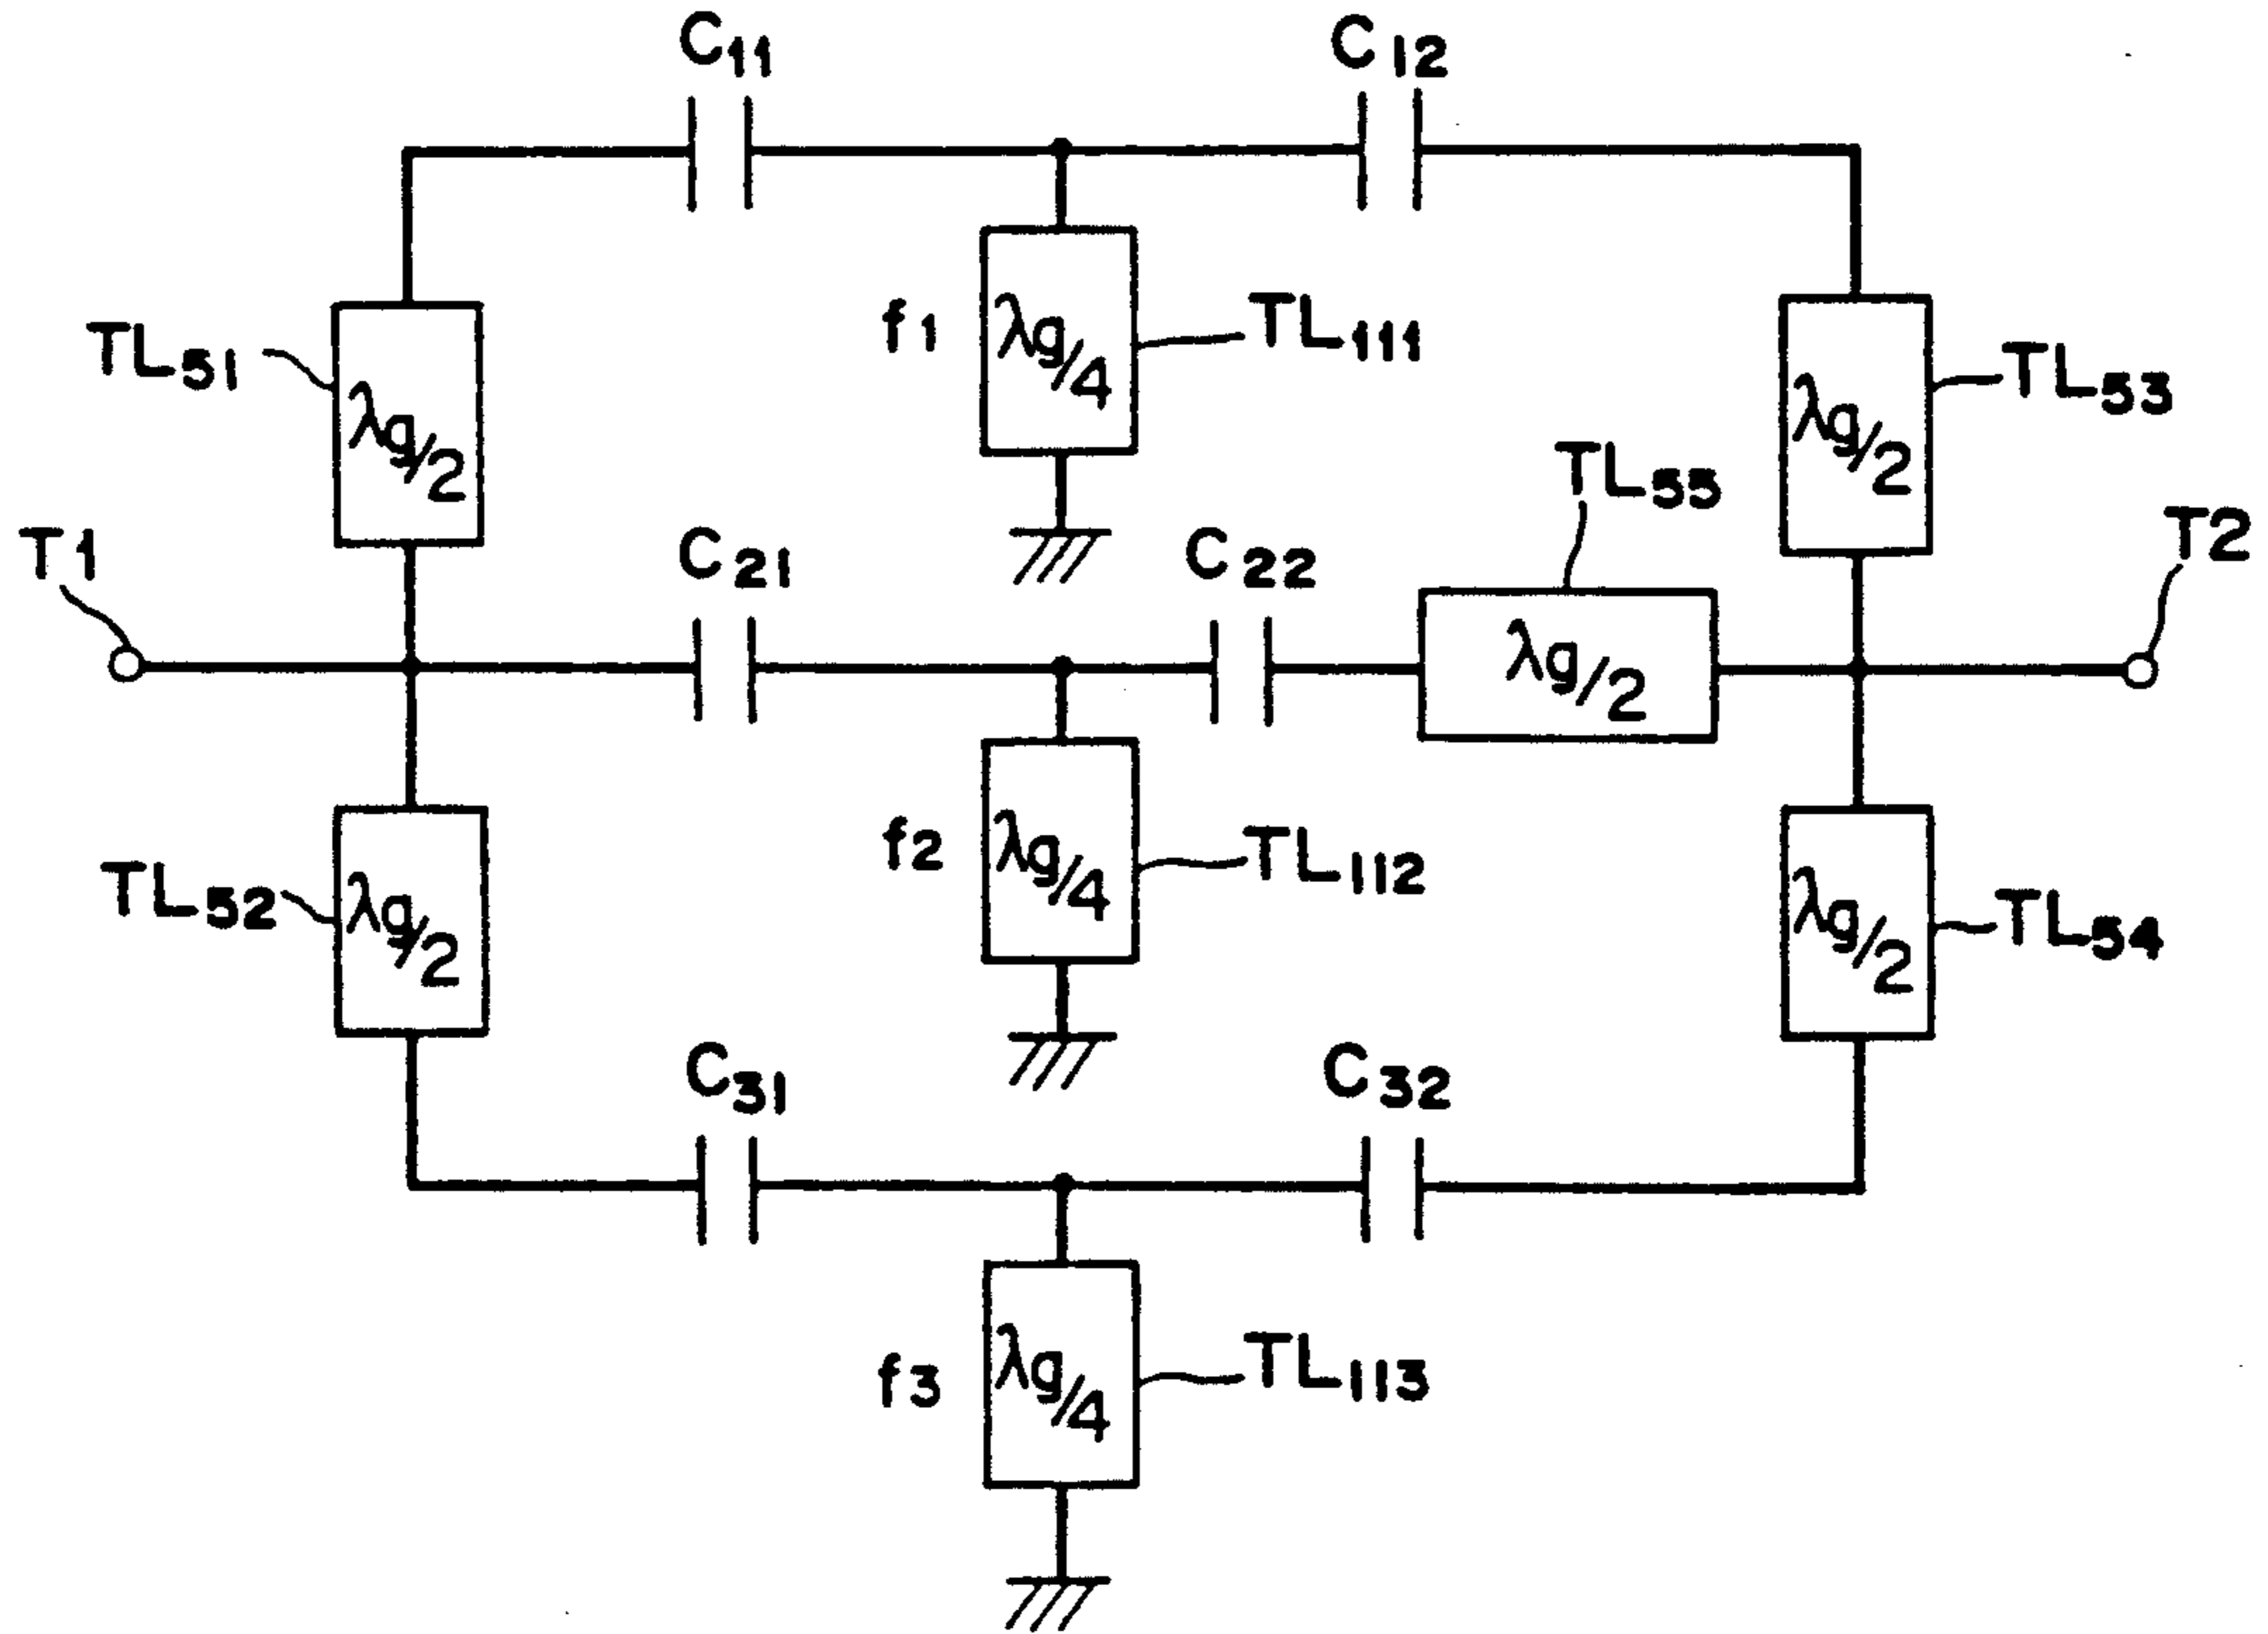 C11
C12
TL51
f1
λg/4
TL111
λg/2
λg/2
TL53
TL55
T1
C21
C22
λg/2
T2
TL52
λg/2
f2
λg/4
TL112
λg/2
TL54
C31
C32
f3
λg/4
TL113